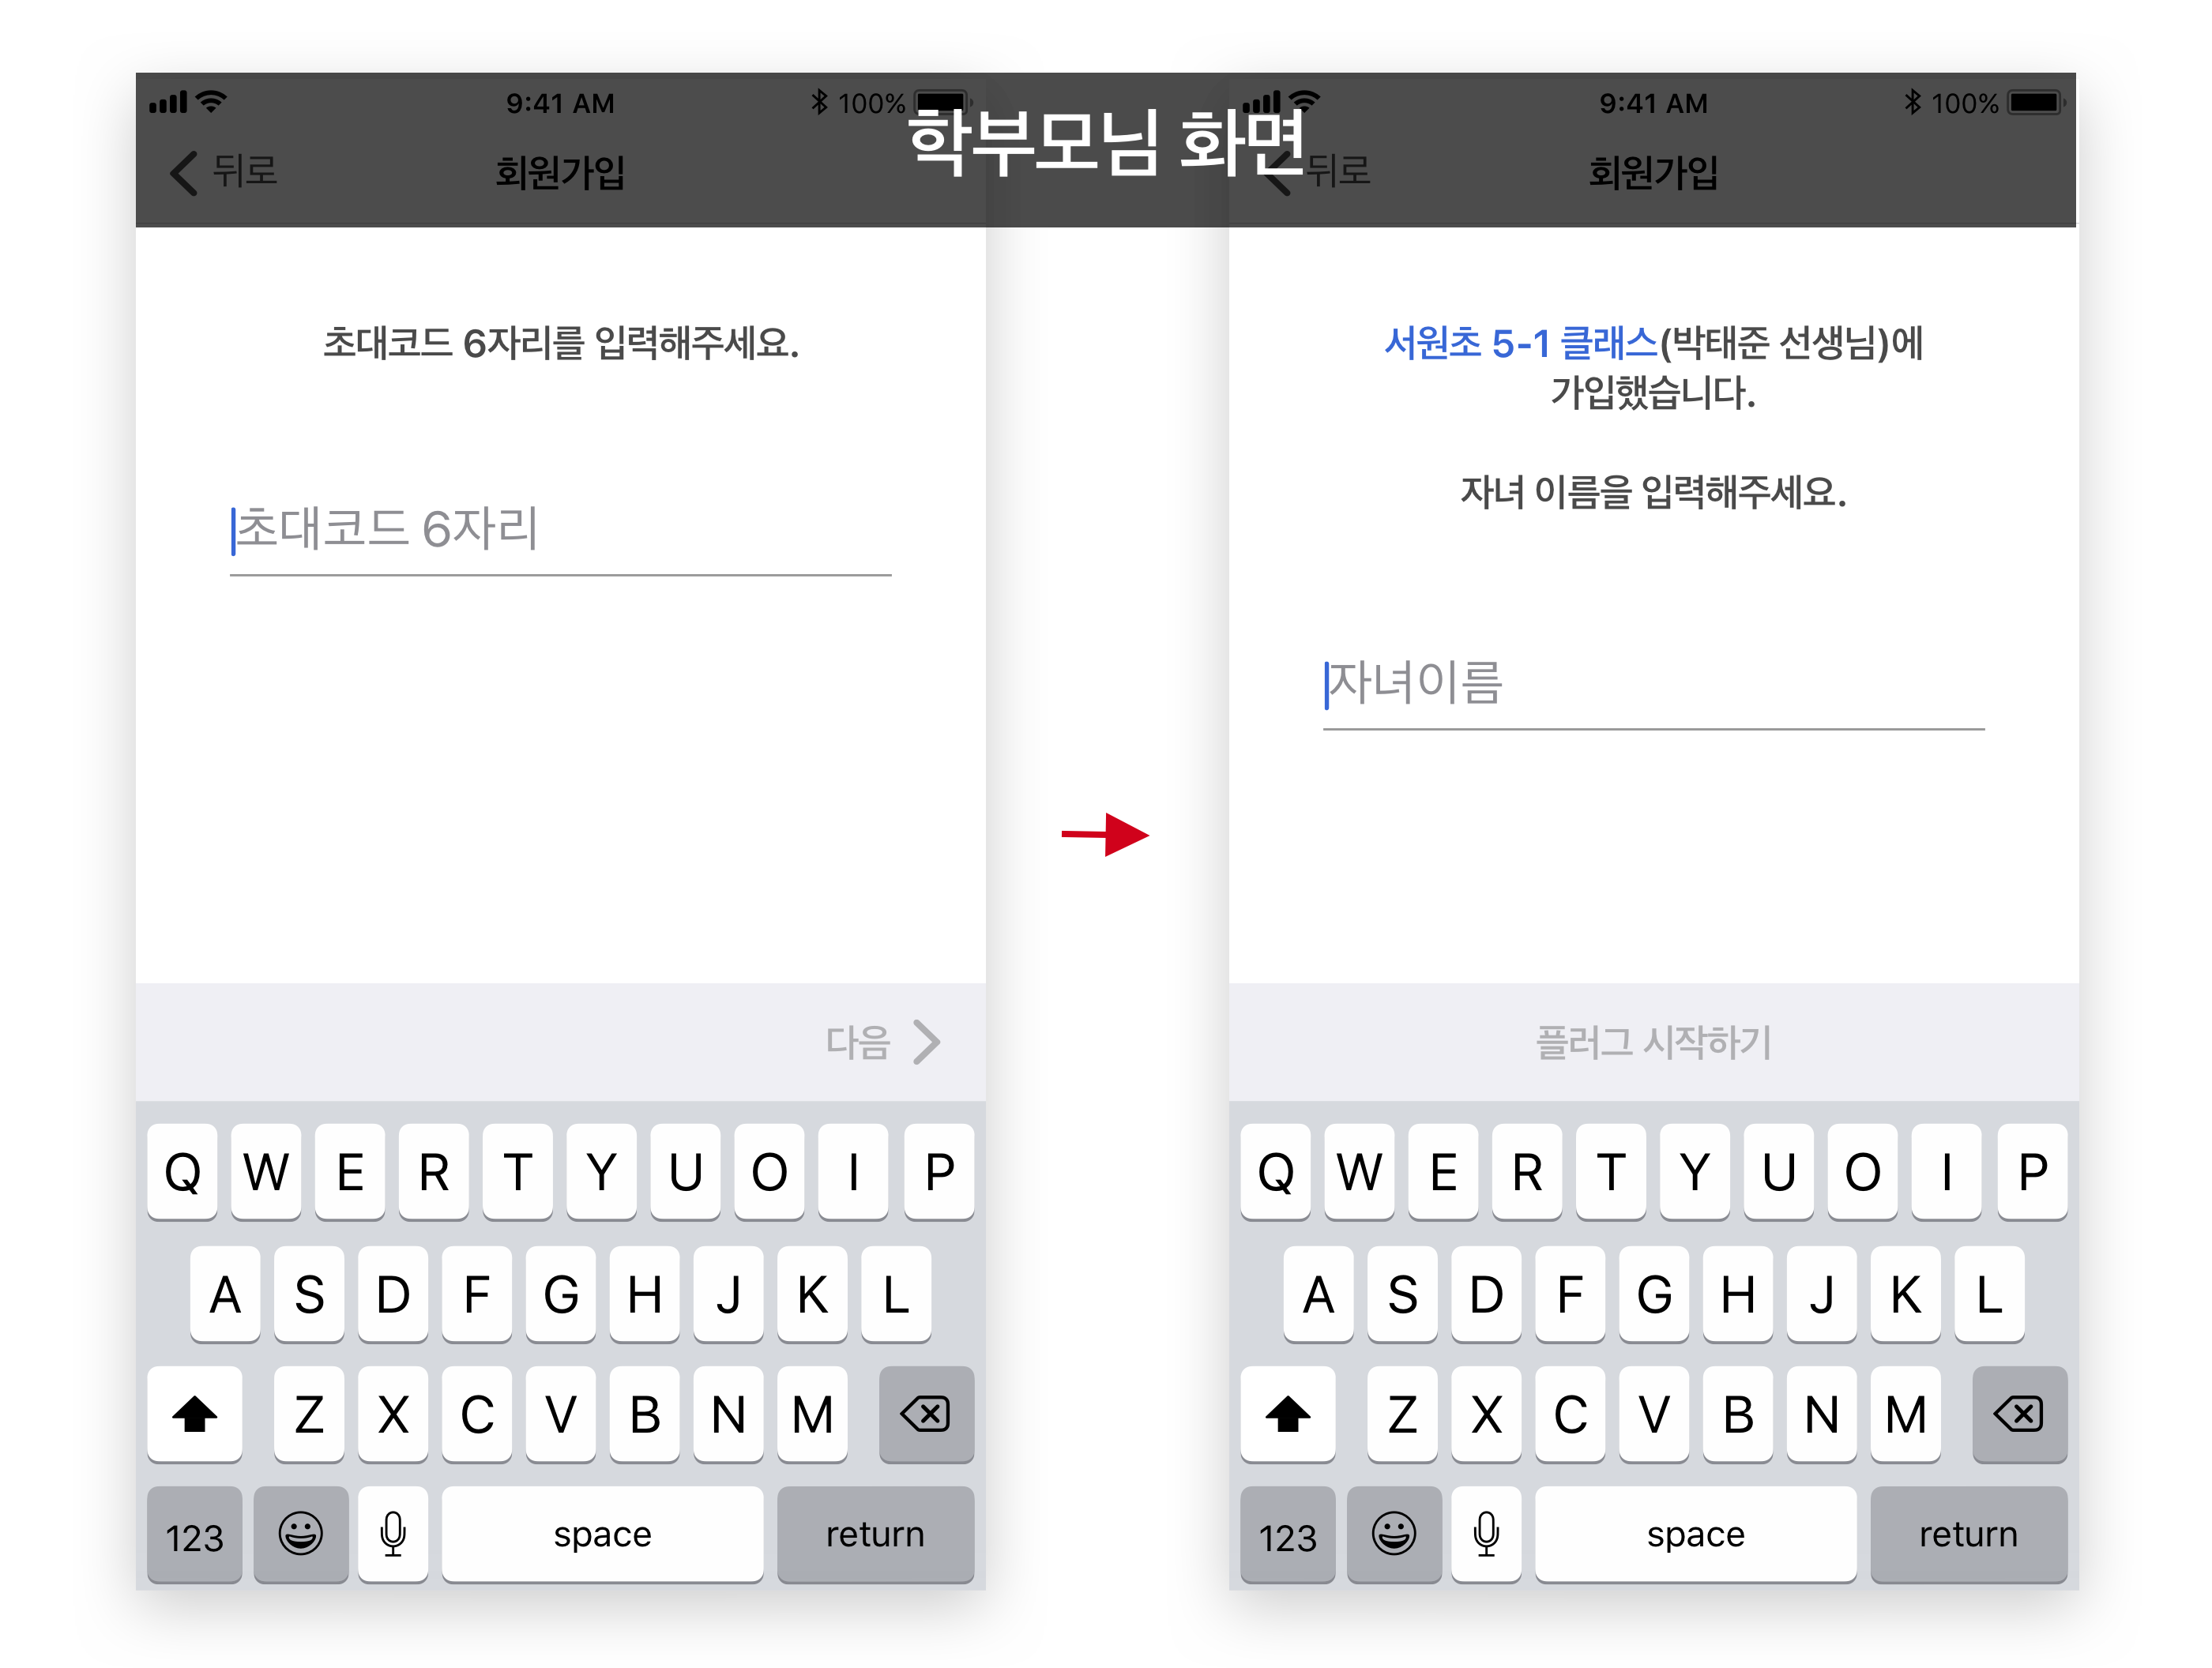 학부모님 화면
9:41 AM
100%
뒤로
회원가입
초대코드 6자리를 입력해주세요.
초대코드 6자리
다음
Q W E R T Y U O I P
A S D F G H J K L
Z X C V B N M
123 space return
9:41 AM
100%
뒤로
회원가입
서원초 5-1 클래스(박태준 선생님)에
가입했습니다.
자녀 이름을 입력해주세요.
자녀이름
플러그 시작하기
Q W E R T Y U O I P
A S D F G H J K L
Z X C V B N M
123 space return